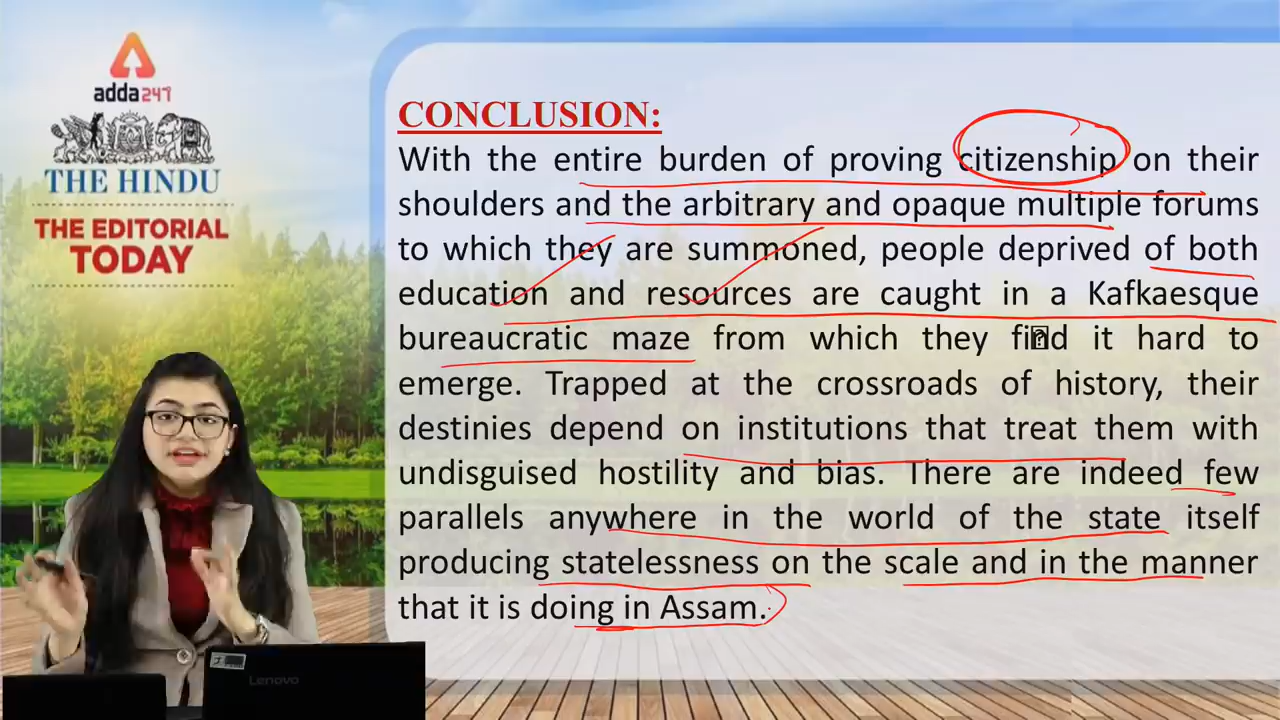 adda247
THE HINDU
THE EDITORIAL
TODAY
CONCLUSION:
With the entire burden of proving citizenship on their
shoulders and the arbitrary and opaque multiple forums
to which they are summoned, people deprived of both
education and resources are caught in a Kafkaesque
bureaucratic maze from which they find it hard to
emerge. Trapped at the crossroads of history, their
destinies depend on institutions that treat them with
undisguised hostility and bias. There are indeed few
parallels anywhere in the world of the state itself
producing statelessness on the scale and in the manner
that it is doing in Assam.
Lenovo